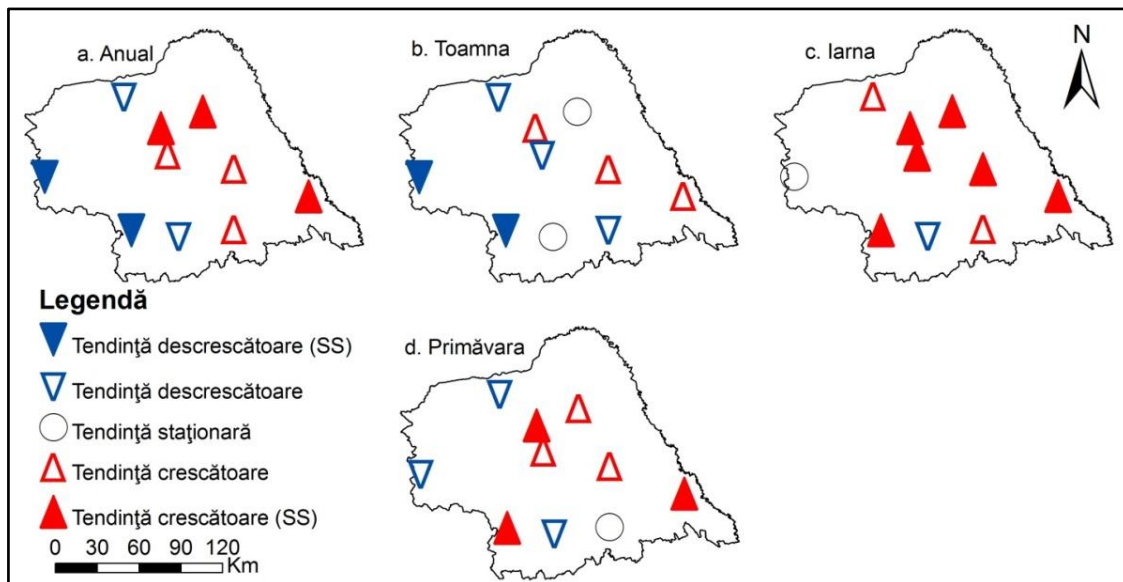 a. Anual
b. Toamna
c. Iarna
N
Legendă
Tendinţă descrescătoare (SS)
Tendinţă descrescătoare
Tendinţă staţionară
Tendinţă crescătoare
Tendinţă crescătoare (SS)
0 30 60 90 120
Km
d. Primăvara